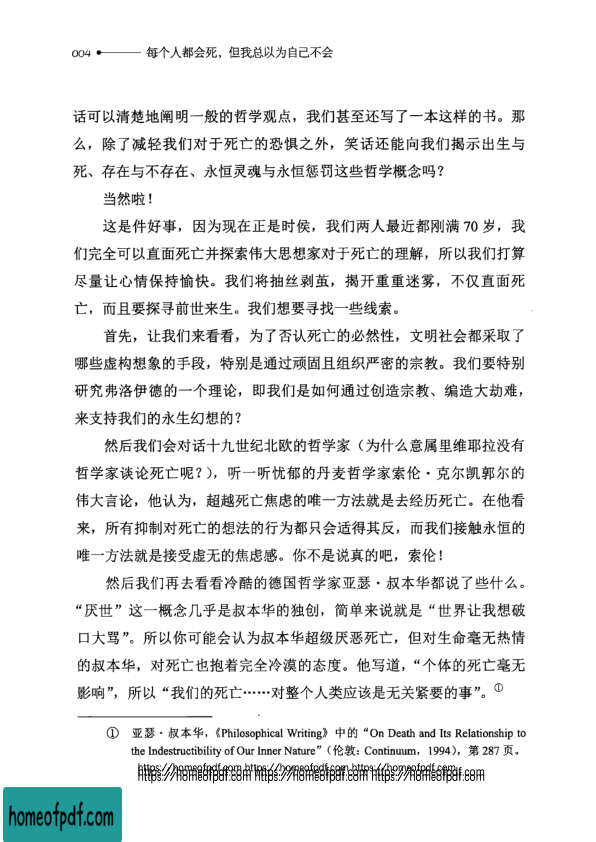 004 ●—— 每个人都会死，但我总以为自己不会
话可以清楚地阐明一般的哲学观点，我们甚至还写了一本这样的书。那
么，除了减轻我们对于死亡的恐惧之外，笑话还能向我们揭示出生与
死、存在与不存在、永恒灵魂与永恒惩罚这些哲学概念吗？
当然啦！
这是件好事，因为现在正是时侯，我们两人最近都刚满 70 岁，我
们完全可以直面死亡并探索伟大思想家对于死亡的理解，所以我们打算
尽量让心情保持愉快。我们将抽丝剥茧，揭开重重迷雾，不仅直面死
亡，而且要探寻前世来生。我们想要寻找一些线索。
首先，让我们来看看，为了否认死亡的必然性，文明社会都采取了
哪些虚构想象的手段，特别是通过顽固且组织严密的宗教。我们要特别
研究弗洛伊德的一个理论，即我们是如何通过创造宗教、编造大劫难，
来支持我们的永生幻想的？
然后我们会对话十九世纪北欧的哲学家（为什么意属里维耶拉没有
哲学家谈论死亡呢？），听一听忧郁的丹麦哲学家索伦·克尔凯郭尔的
伟大言论，他认为，超越死亡焦虑的唯一方法就是去经历死亡。在他看
来，所有抑制对死亡的想法的行为都只会适得其反，而我们接触永恒的
唯一方法就是接受虚无的焦虑感。你不是说真的吧，索伦！
然后我们再去看看冷酷的德国哲学家亚瑟·叔本华都说了些什么。
“厌世”这一概念几乎是叔本华的独创，简单来说就是“世界让我想破
口大骂”。所以你可能会认为叔本华超级厌恶死亡，但对生命毫无热情
的叔本华，对死亡也抱着完全冷漠的态度。他写道，“个体的死亡毫无
影响”，所以“我们的死亡……对整个人类应该是无关紧要的事”。①
① 亚瑟·叔本华，《Philosophical Writing》中的“On Death and Its Relationship to
the Indestructibility of Our Inner Nature”（伦敦：Continuum，1994），第 287 页。
https://homeofpdf.com https://homeofpdf.com https://homeofpdf.com
https://homeofpdf.com https://homeofpdf.com https://homeofpdf.com
homeofpdf.com